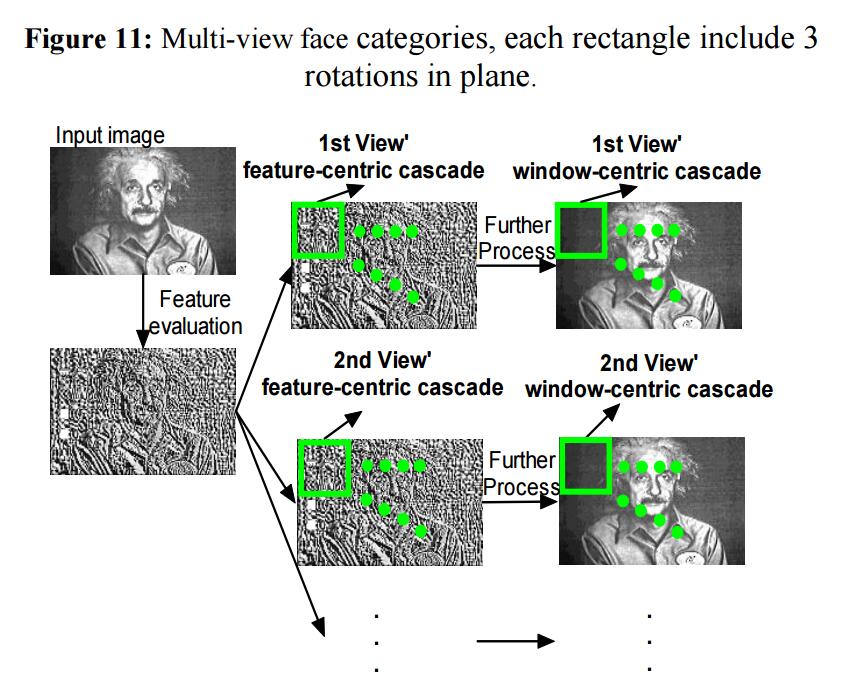 Figure 11: Multi-view face categories, each rectangle include 3
rotations in plane.
Input image
1st View'
feature-centric cascade
1st View'
window-centric cascade
Further
Process
Feature
evaluation
2nd View'
feature-centric cascade
2nd View'
window-centric cascade
Further
Process